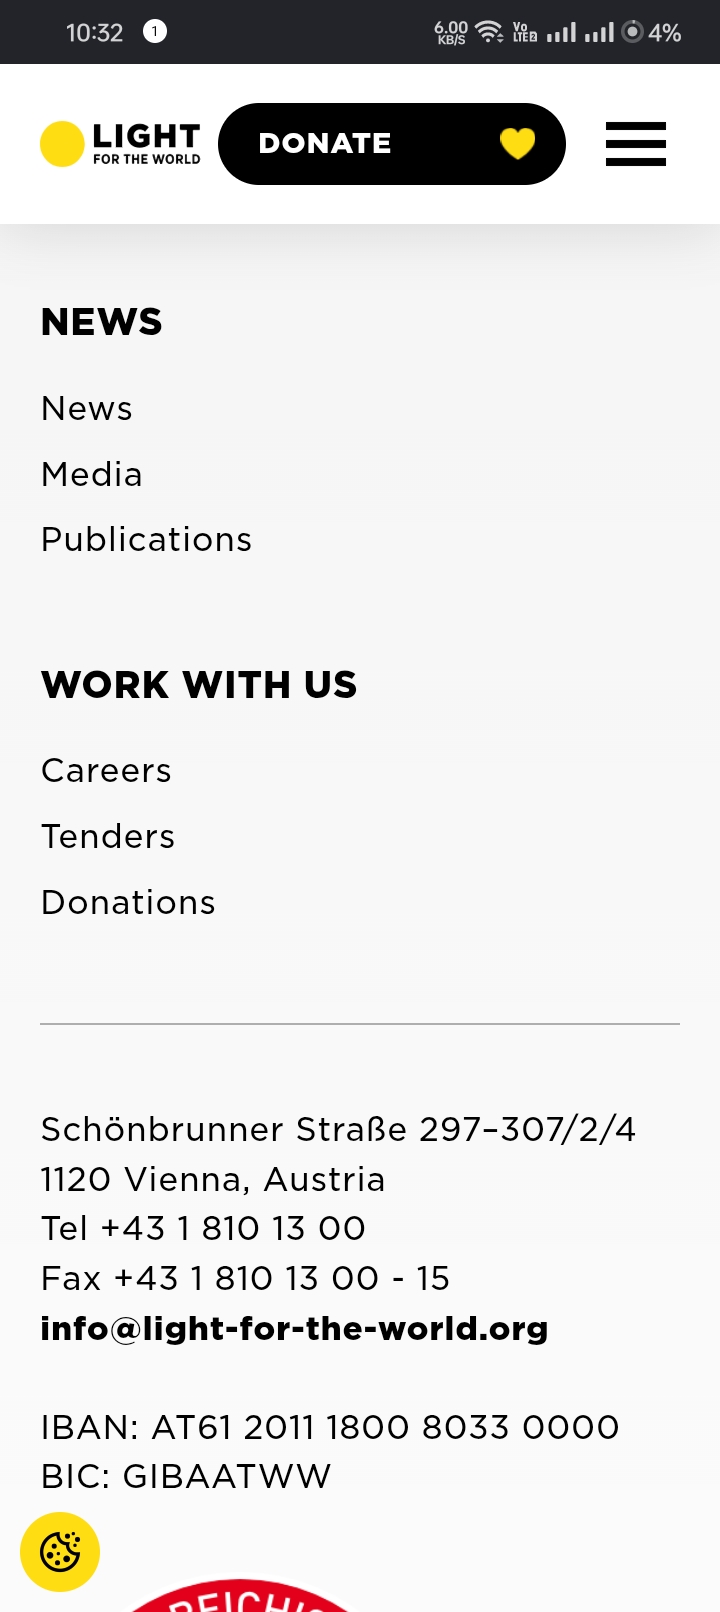 10:32
1
6.00 KB/S
Vo LTE2
4%
LIGHT
FOR THE WORLD
DONATE
NEWS
News
Media
Publications
WORK WITH US
Careers
Tenders
Donations
Schönbrunner Straße 297–307/2/4
1120 Vienna, Austria
Tel +43 1 810 13 00
Fax +43 1 810 13 00 - 15
info@light-for-the-world.org
IBAN: AT61 2011 1800 8033 0000
BIC: GIBAATWW